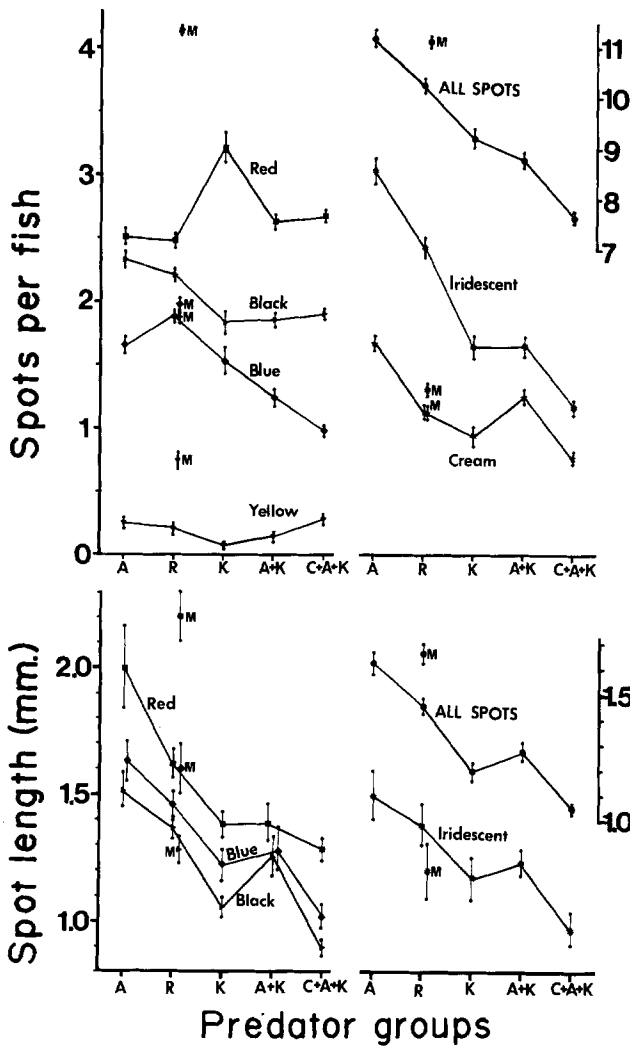 Spots per fish
4
3
2
1
0
M
Red
Black
M
M
Blue
M
Yellow
A R K A+K C+A+K
11
10
9
8
7
M
ALL SPOTS
Iridescent
M
M
Cream
A R K A+K C+A+K
Spot length (mm.)
2.0
1.5
1.0
M
Red
M
M
Blue
Black
A R K A+K C+A+K
1.5
1.0
M
ALL SPOTS
Iridescent
M
A R K A+K C+A+K
Predator groups